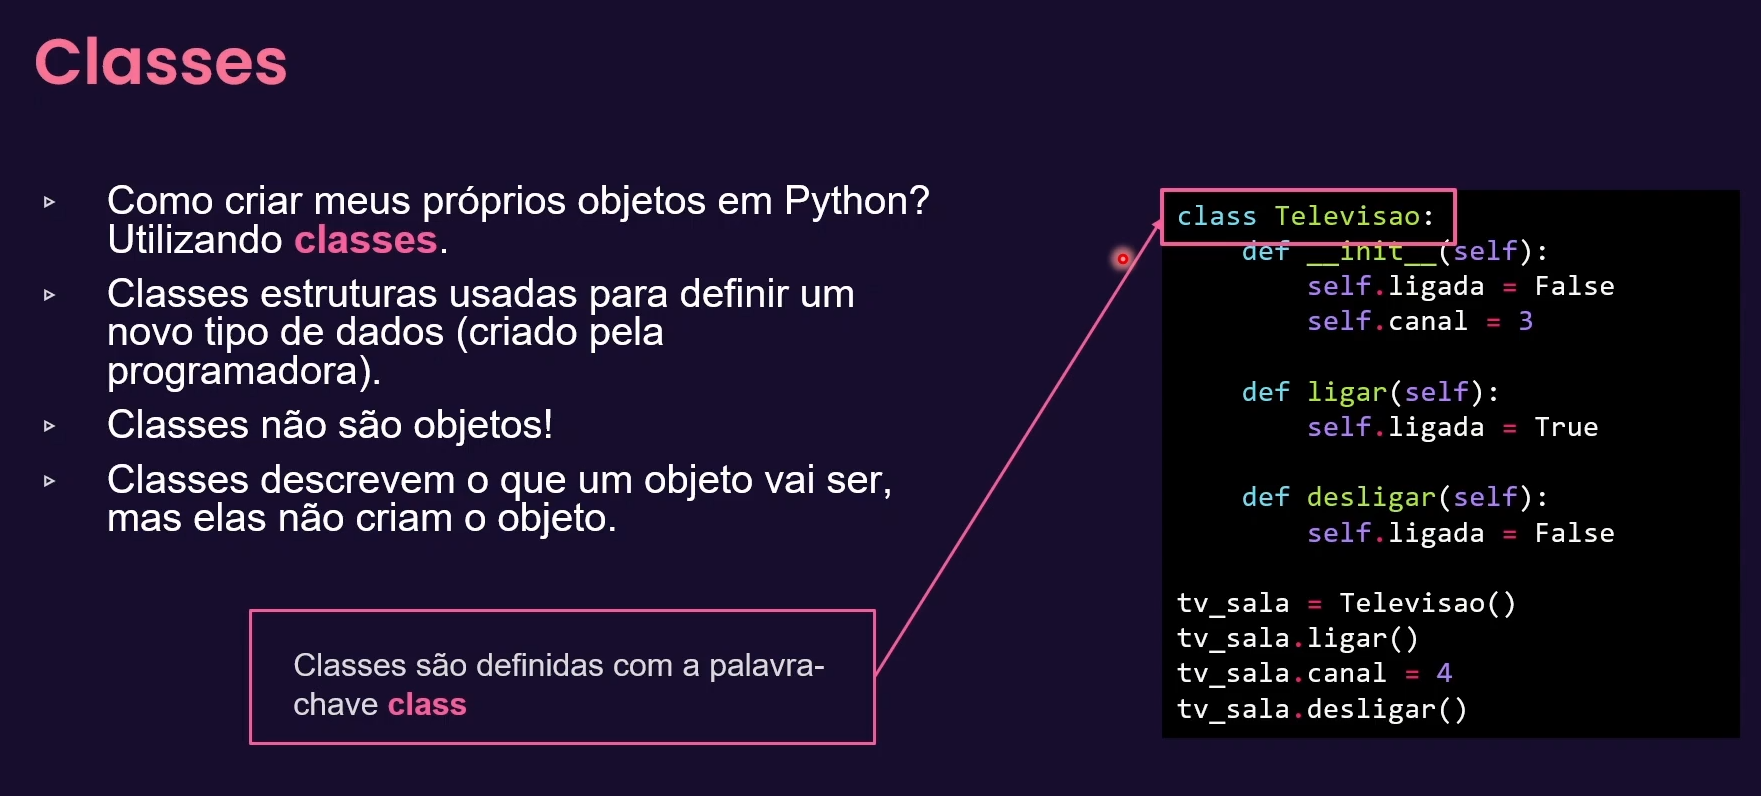 Classes
Como criar meus próprios objetos em Python?
Utilizando classes.
Classes estruturas usadas para definir um
novo tipo de dados (criado pela
programadora).
Classes não são objetos!
Classes descrevem o que um objeto vai ser,
mas elas não criam o objeto.
Classes são definidas com a palavra-
chave class
class Televisao:
    def __init__(self):
        self.ligada = False
        self.canal = 3

    def ligar(self):
        self.ligada = True

    def desligar(self):
        self.ligada = False

tv_sala = Televisao()
tv_sala.ligar()
tv_sala.canal = 4
tv_sala.desligar()